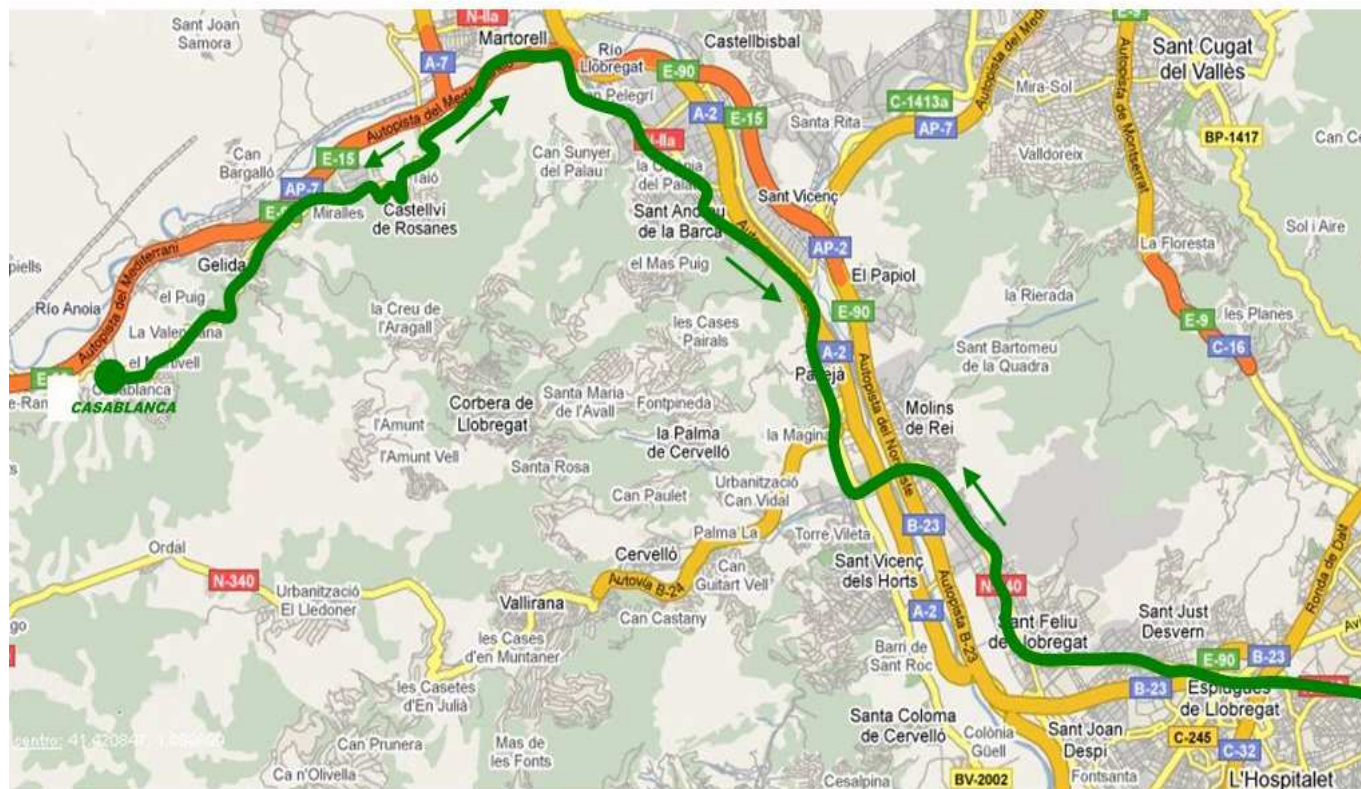 N-IIa
Sant Joan
Samora
Martorell
A-7
Río
Llobregat
Castellbisbal
E-90
Autopista del Mediterrani
Sant Cugat
del Vallès
Mira-Sol
C-1413a
AP-7
E-15
A-2
Santa Rita
Autopista de Montserrat
BP-1417
Valldoreix
N-IIa
Can Sunyer
del Palau
del Palau
Can
Bargalló
E-15
AP-7
Miralles
Castellví
de Rosanes
Sant Vicenç
Sant Andreu
de la Barca
AP-2
El Papiol
el Mas Puig
Sol i Aire
La Floresta
Gelida
el Puig
Río Anoia
Autopista del Mediterrani
la Creu de
l'Aragall
les Cases
Pairals
E-90
la Rierada
E-9
les Planes
C-16
Sant Bartomeu
de la Quadra
A-2
Casablanca
CASABLANCA
Corbera de
Llobregat
Santa Maria
de l'Avall
Fontpineda
Molins
de Rei
l'Amunt
l'Amunt Vell
la Palma
de Cervelló
Santa Rosa
Can Paulet
Urbanització
Can Vidal
Palma La
Torre Vileta
B-23
Ronda de Dalt
Ordal
N-340
Urbanització
El Lledoner
Cervelló
Autovía B-24
Can
Guitart Vell
Sant Vicenç
dels Horts
Vallirana
Can Castany
A-2
Autopista B-23
Sant Feliu
Sant Just
Desvern
les Cases
d'en Muntaner
Barri de
Sant Roc
E-90
B-23
B-23
Esplugues
de Llobregat
les Casetes
d'En Julià
Santa Coloma
de Cervelló
Colònia
Güell
Sant Joan
Despí
C-245
C-32
Can Prunera
Mas de
les Fonts
Ca n'Olivella
Cesalpina
BV-2002
Fontsanta
L'Hospitalet